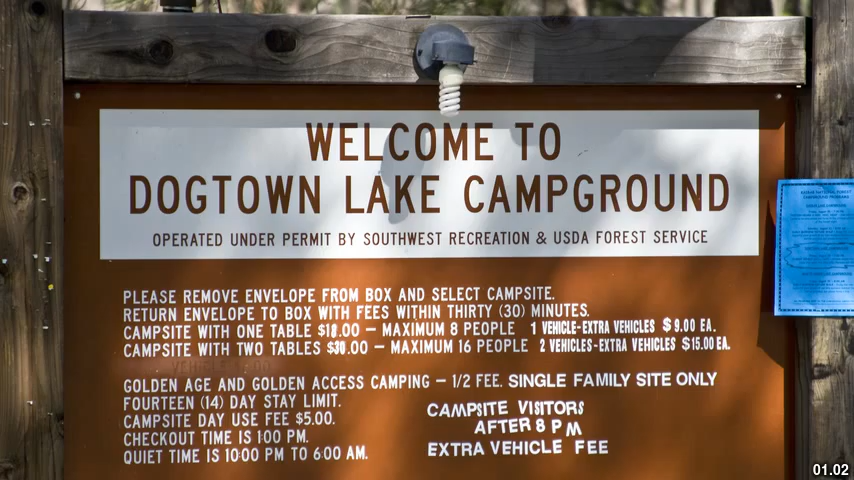 WELCOME TO
DOGTOWN LAKE CAMPGROUND
OPERATED UNDER PERMIT BY SOUTHWEST RECREATION & USDA FOREST SERVICE
PLEASE REMOVE ENVELOPE FROM BOX AND SELECT CAMPSITE.
RETURN ENVELOPE TO BOX WITH FEES WITHIN THIRTY (30) MINUTES.
CAMPSITE WITH ONE TABLE $18.00 – MAXIMUM 8 PEOPLE 1 VEHICLE-EXTRA VEHICLES $9.00 EA.
CAMPSITE WITH TWO TABLES $30.00 – MAXIMUM 16 PEOPLE 2 VEHICLES-EXTRA VEHICLES $15.00 EA.
GOLDEN AGE AND GOLDEN ACCESS CAMPING – 1/2 FEE. SINGLE FAMILY SITE ONLY
FOURTEEN (14) DAY STAY LIMIT.
CAMPSITE DAY USE FEE $5.00.
CHECKOUT TIME IS 1:00 PM.
QUIET TIME IS 10:00 PM TO 6:00 AM.
CAMPSITE VISITORS
AFTER 8 PM
EXTRA VEHICLE FEE
01.02